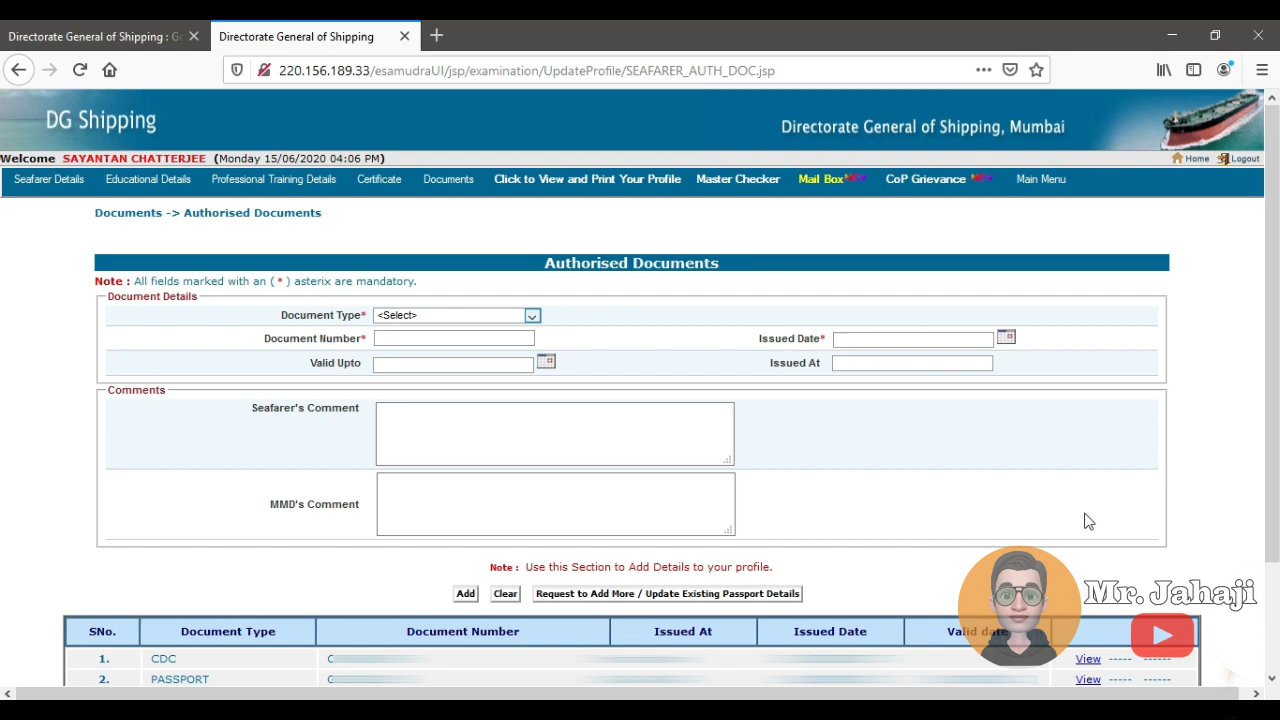 Directorate General of Shipping : G
Directorate General of Shipping
220.156.189.33/esamudraUI/jsp/examination/UpdateProfile/SEAFARER_AUTH_DOC.jsp
DG Shipping
Directorate General of Shipping, Mumbai
Welcome SAYANTAN CHATTERJEE (Monday 15/06/2020 04:06 PM)
Home Logout
Seafarer Details Educational Details Professional Training Details Certificate Documents Click to View and Print Your Profile Master Checker Mail Box CoP Grievance Main Menu
Documents -> Authorised Documents
Authorised Documents
Note : All fields marked with an ( * ) asterix are mandatory.
Document Details
Document Type* <Select>
Document Number* Issued Date*
Valid Upto Issued At
Comments
Seafarer's Comment
MMD's Comment
Note : Use this Section to Add Details to your profile.
Add Clear Request to Add More / Update Existing Passport Details
Mr. Jahaji
SNo. Document Type Document Number Issued At Issued Date Valid date
1. CDC View ----- ------
2. PASSPORT View ----- ------